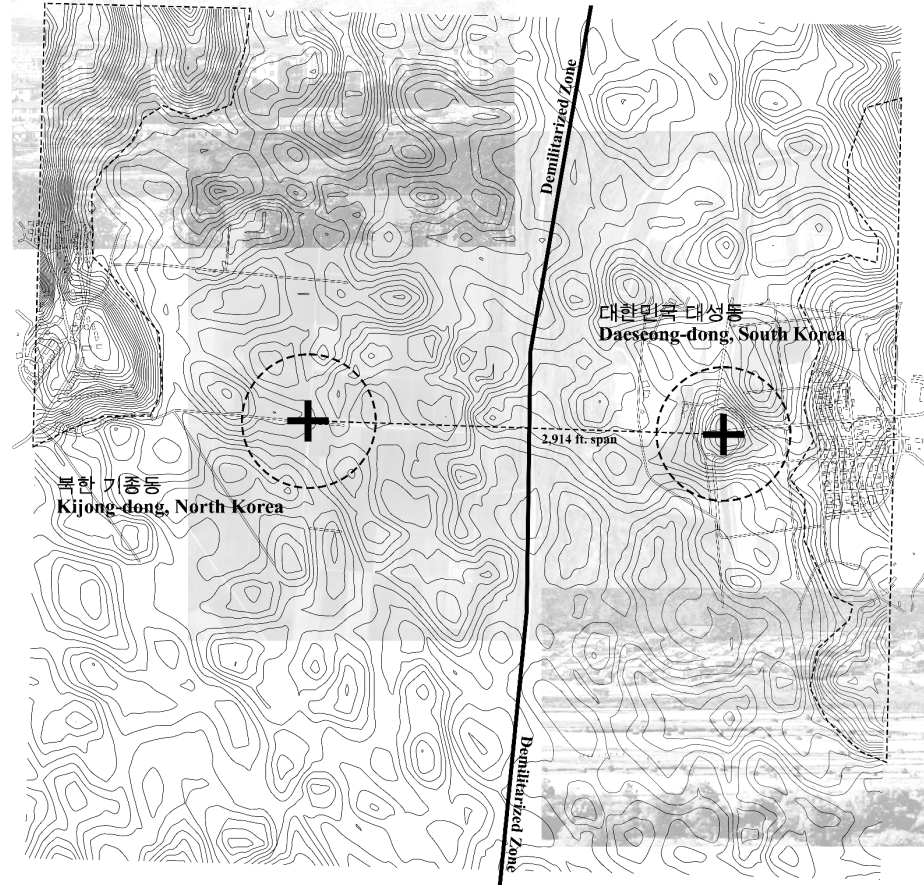 Demilitarized Zone
대한민국 대성동
Daeseong-dong, South Korea
2,914 ft. span
북한 기종동
Kijong-dong, North Korea
Demilitarized Zone